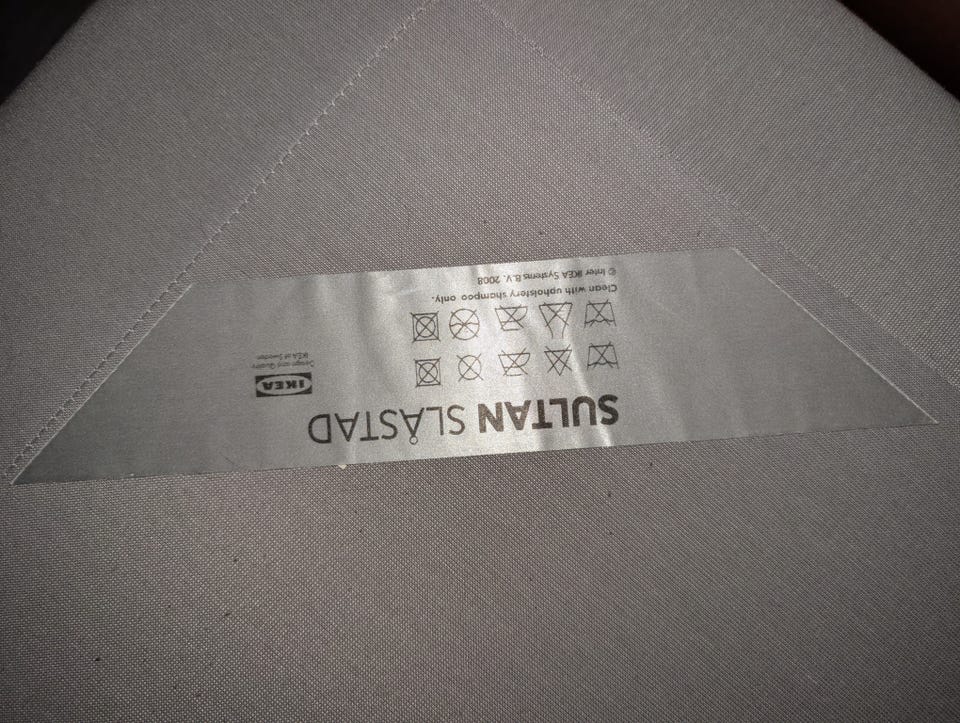 SULTAN SLÅSTAD
IKEA
Design and Quality
IKEA of Sweden
Clean with upholstery shampoo only.
© Inter IKEA Systems B.V. 2008